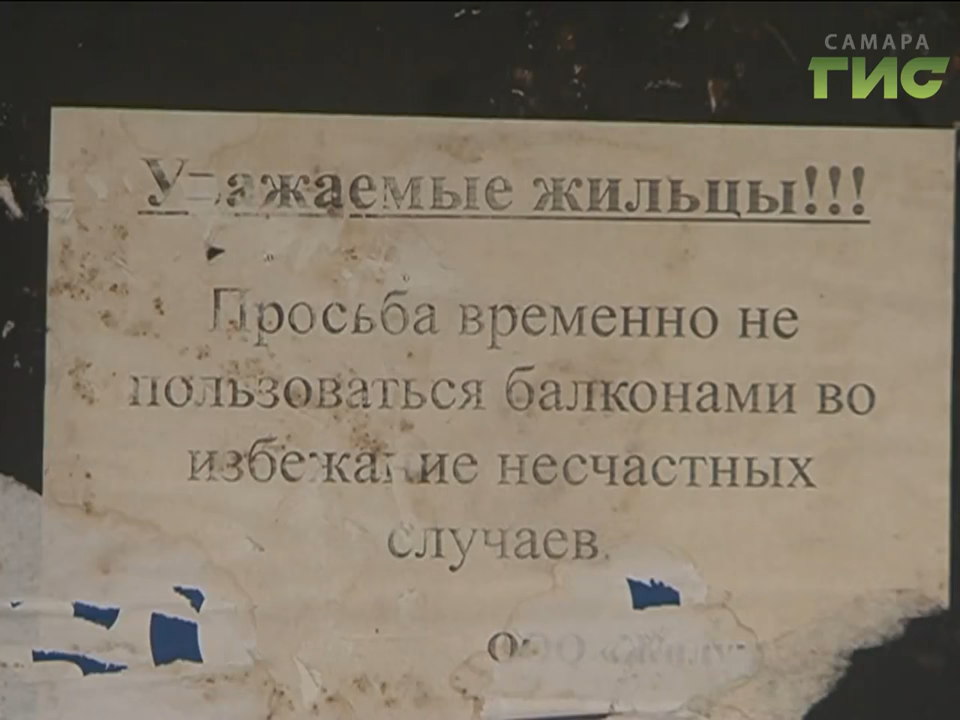 САМАРА
ГИС
Уважаемые жильцы!!!
Просьба временно не
пользоваться балконами во
избежание несчастных
случаев.